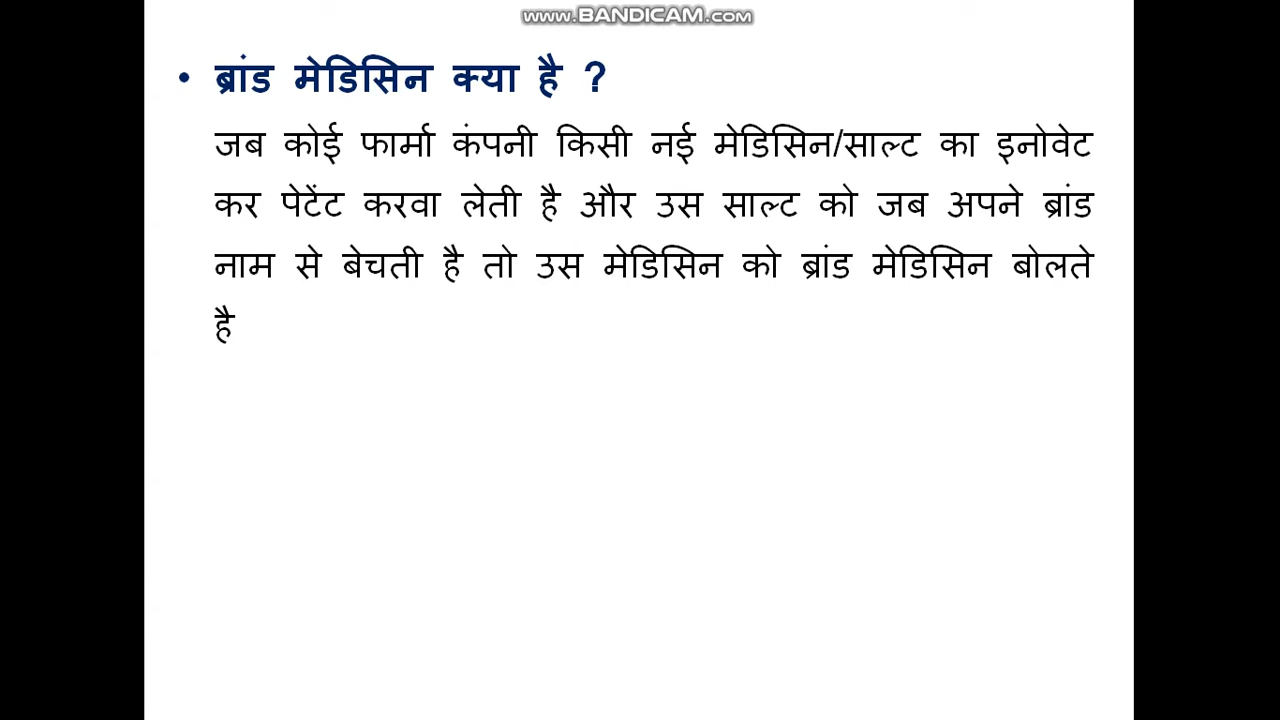 www.BANDICAM.com
• ब्रांड मेडिसिन क्या है ?
जब कोई फार्मा कंपनी किसी नई मेडिसिन/साल्ट का इनोवेट
कर पेटेंट करवा लेती है और उस साल्ट को जब अपने ब्रांड
नाम से बेचती है तो उस मेडिसिन को ब्रांड मेडिसिन बोलते
है